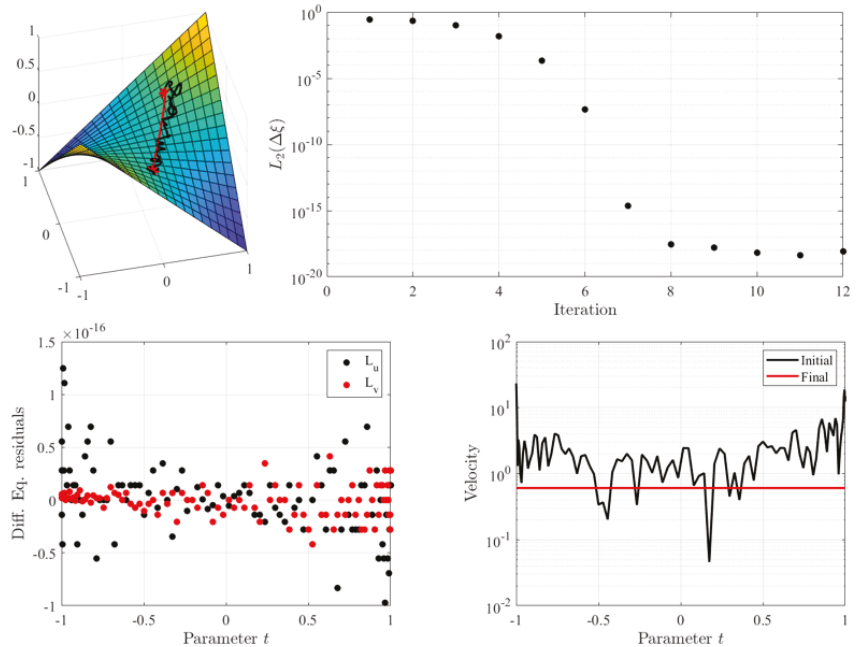 1
0.5
0
-0.5
-1
1
0
-1
-1
0
1
10^0
10^-5
10^-10
10^-15
10^-20
L_2(Δξ)
0 2 4 6 8 10 12
Iteration
×10^-16
1.5
1
0.5
0
-0.5
-1
Diff. Eq. residuals
L_u
L_v
-1 -0.5 0 0.5 1
Parameter t
10^2
10^1
10^0
10^-1
10^-2
Velocity
Initial
Final
-1 -0.5 0 0.5 1
Parameter t